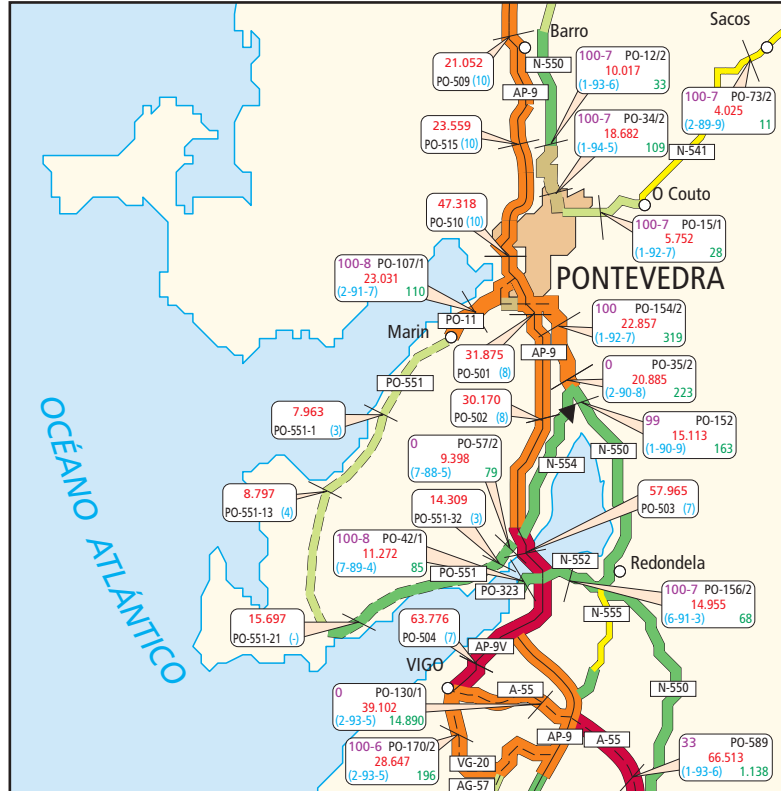 Sacos
Barro
21.052
PO-509 (10)
N-550
AP-9
100-7 PO-12/2
10.017
(1-93-6) 33
100-7 PO-73/2
4.025
(2-89-9) 11
23.559
PO-515 (10)
100-7 PO-34/2
18.682
(1-94-5) 109
N-541
O Couto
47.318
PO-510 (10)
100-7 PO-15/1
5.752
(1-92-7) 28
100-8 PO-107/1
23.031
(2-91-7) 110
PONTEVEDRA
PO-11
Marin
100 PO-154/2
22.857
(1-92-7) 319
AP-9
31.875
PO-501 (8)
PO-551
0 PO-35/2
20.885
(2-90-8) 223
30.170
PO-502 (8)
7.963
PO-551-1 (3)
99 PO-152
15.113
(1-90-9) 163
OCÉANO ATLÁNTICO
0 PO-57/2
9.398
(7-88-5) 79
N-550
N-554
8.797
PO-551-13 (4)
14.309
PO-551-32 (3)
57.965
PO-503 (7)
100-8 PO-42/1
11.272
(7-89-4) 85
PO-551
N-552
Redondela
PO-323
100-7 PO-156/2
14.955
(6-91-3) 68
15.697
PO-551-21 (-)
63.776
PO-504 (7)
N-555
AP-9V
VIGO
A-55
N-550
0 PO-130/1
39.102
(2-93-5) 14.890
AP-9
A-55
33 PO-589
66.513
(1-93-6) 1.138
100-6 PO-170/2
28.647
(2-93-5) 196
VG-20
AG-57